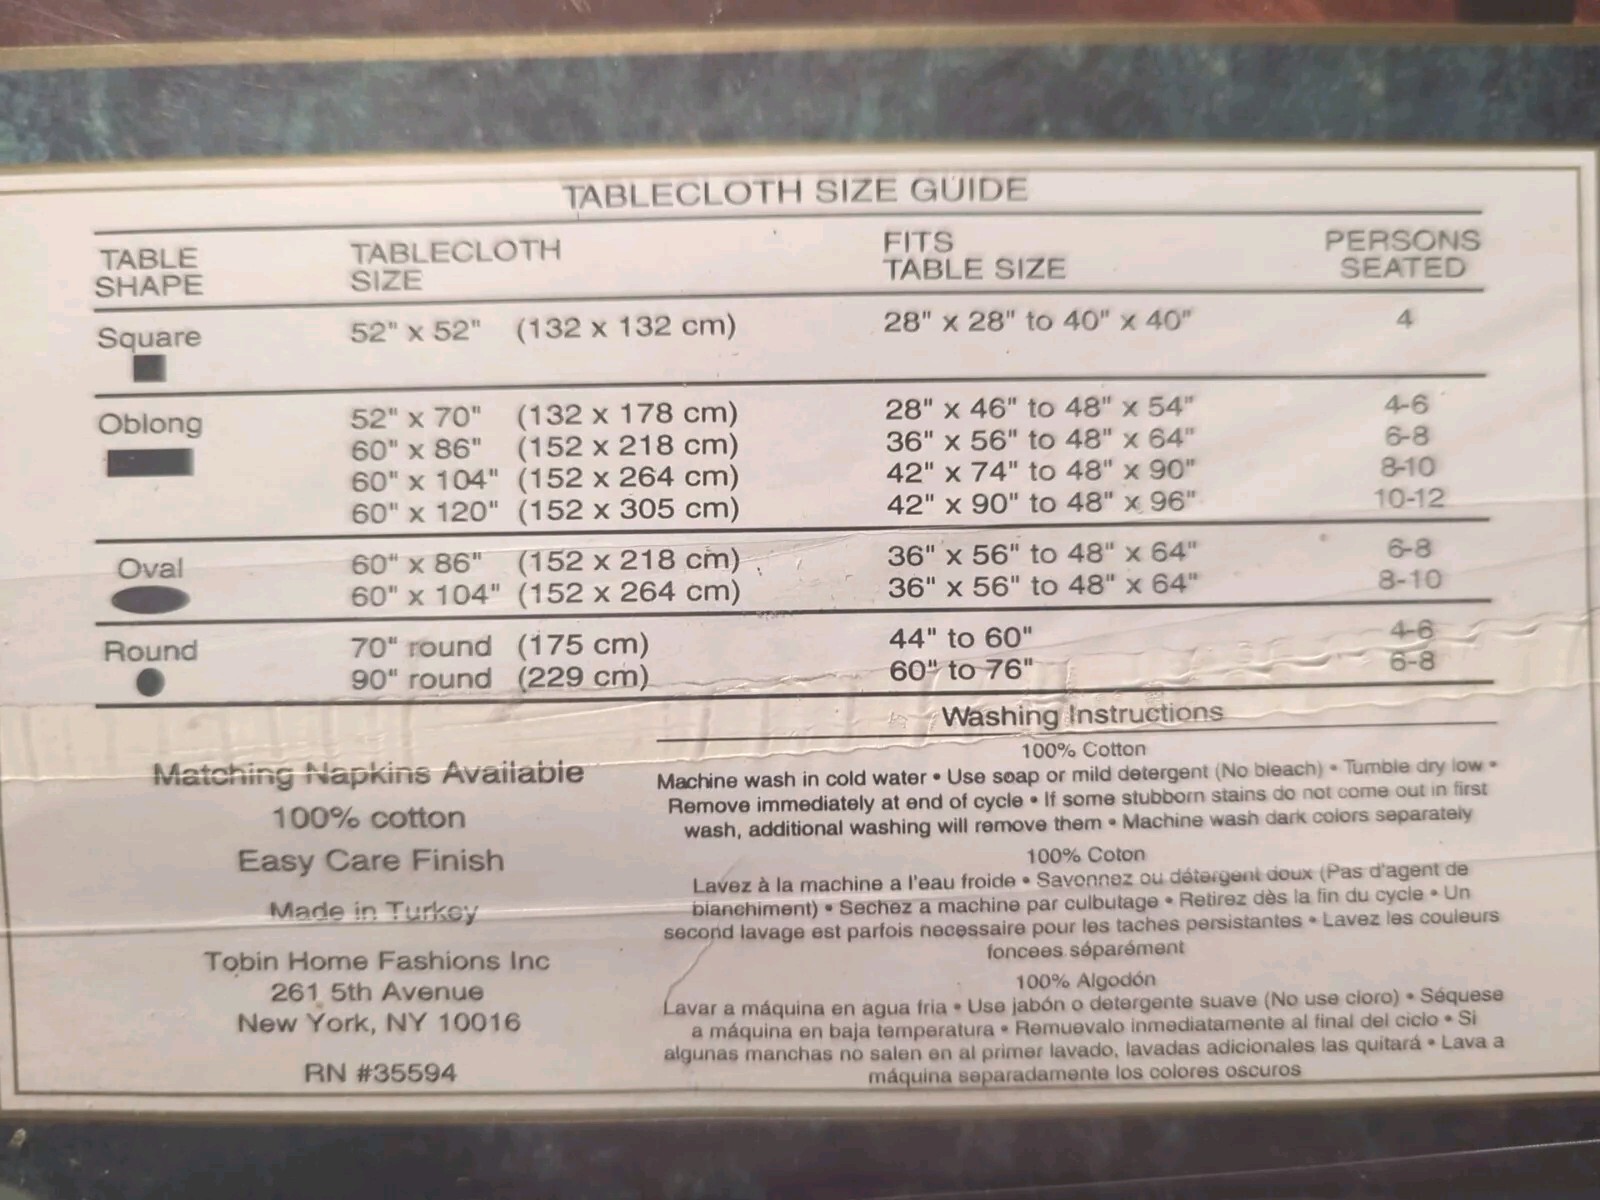 TABLECLOTH SIZE GUIDE
TABLE SHAPE TABLECLOTH SIZE FITS TABLE SIZE PERSONS SEATED
Square 52" x 52" (132 x 132 cm) 28" x 28" to 40" x 40" 4
Oblong 52" x 70" (132 x 178 cm) 28" x 46" to 48" x 54" 4-6
60" x 86" (152 x 218 cm) 36" x 56" to 48" x 64" 6-8
60" x 104" (152 x 264 cm) 42" x 74" to 48" x 90" 8-10
60" x 120" (152 x 305 cm) 42" x 90" to 48" x 96" 10-12
Oval 60" x 86" (152 x 218 cm) 36" x 56" to 48" x 64" 6-8
60" x 104" (152 x 264 cm) 36" x 56" to 48" x 64" 8-10
Round 70" round (175 cm) 44" to 60" 4-6
90" round (229 cm) 60" to 76" 6-8
Matching Napkins Available
100% cotton
Easy Care Finish
Made in Turkey
Tobin Home Fashions Inc
261 5th Avenue
New York, NY 10016
RN #35594
Washing Instructions
100% Cotton
Machine wash in cold water • Use soap or mild detergent (No bleach) • Tumble dry low •
Remove immediately at end of cycle • If some stubborn stains do not come out in first
wash, additional washing will remove them • Machine wash dark colors separately
100% Coton
Lavez à la machine a l'eau froide • Savonnez ou détergent doux (Pas d'agent de
blanchiment) • Sechez a machine par culbutage • Retirez dès la fin du cycle • Un
second lavage est parfois necessaire pour les taches persistantes • Lavez les couleurs
foncees séparément
100% Algodón
Lavar a máquina en agua fria • Use jabón o detergente suave (No use cloro) • Séquese
a máquina en baja temperatura • Remuevalo inmediatamente al final del ciclo • Si
algunas manchas no salen en al primer lavado, lavadas adicionales las quitará • Lava a
máquina separadamente los colores oscuros